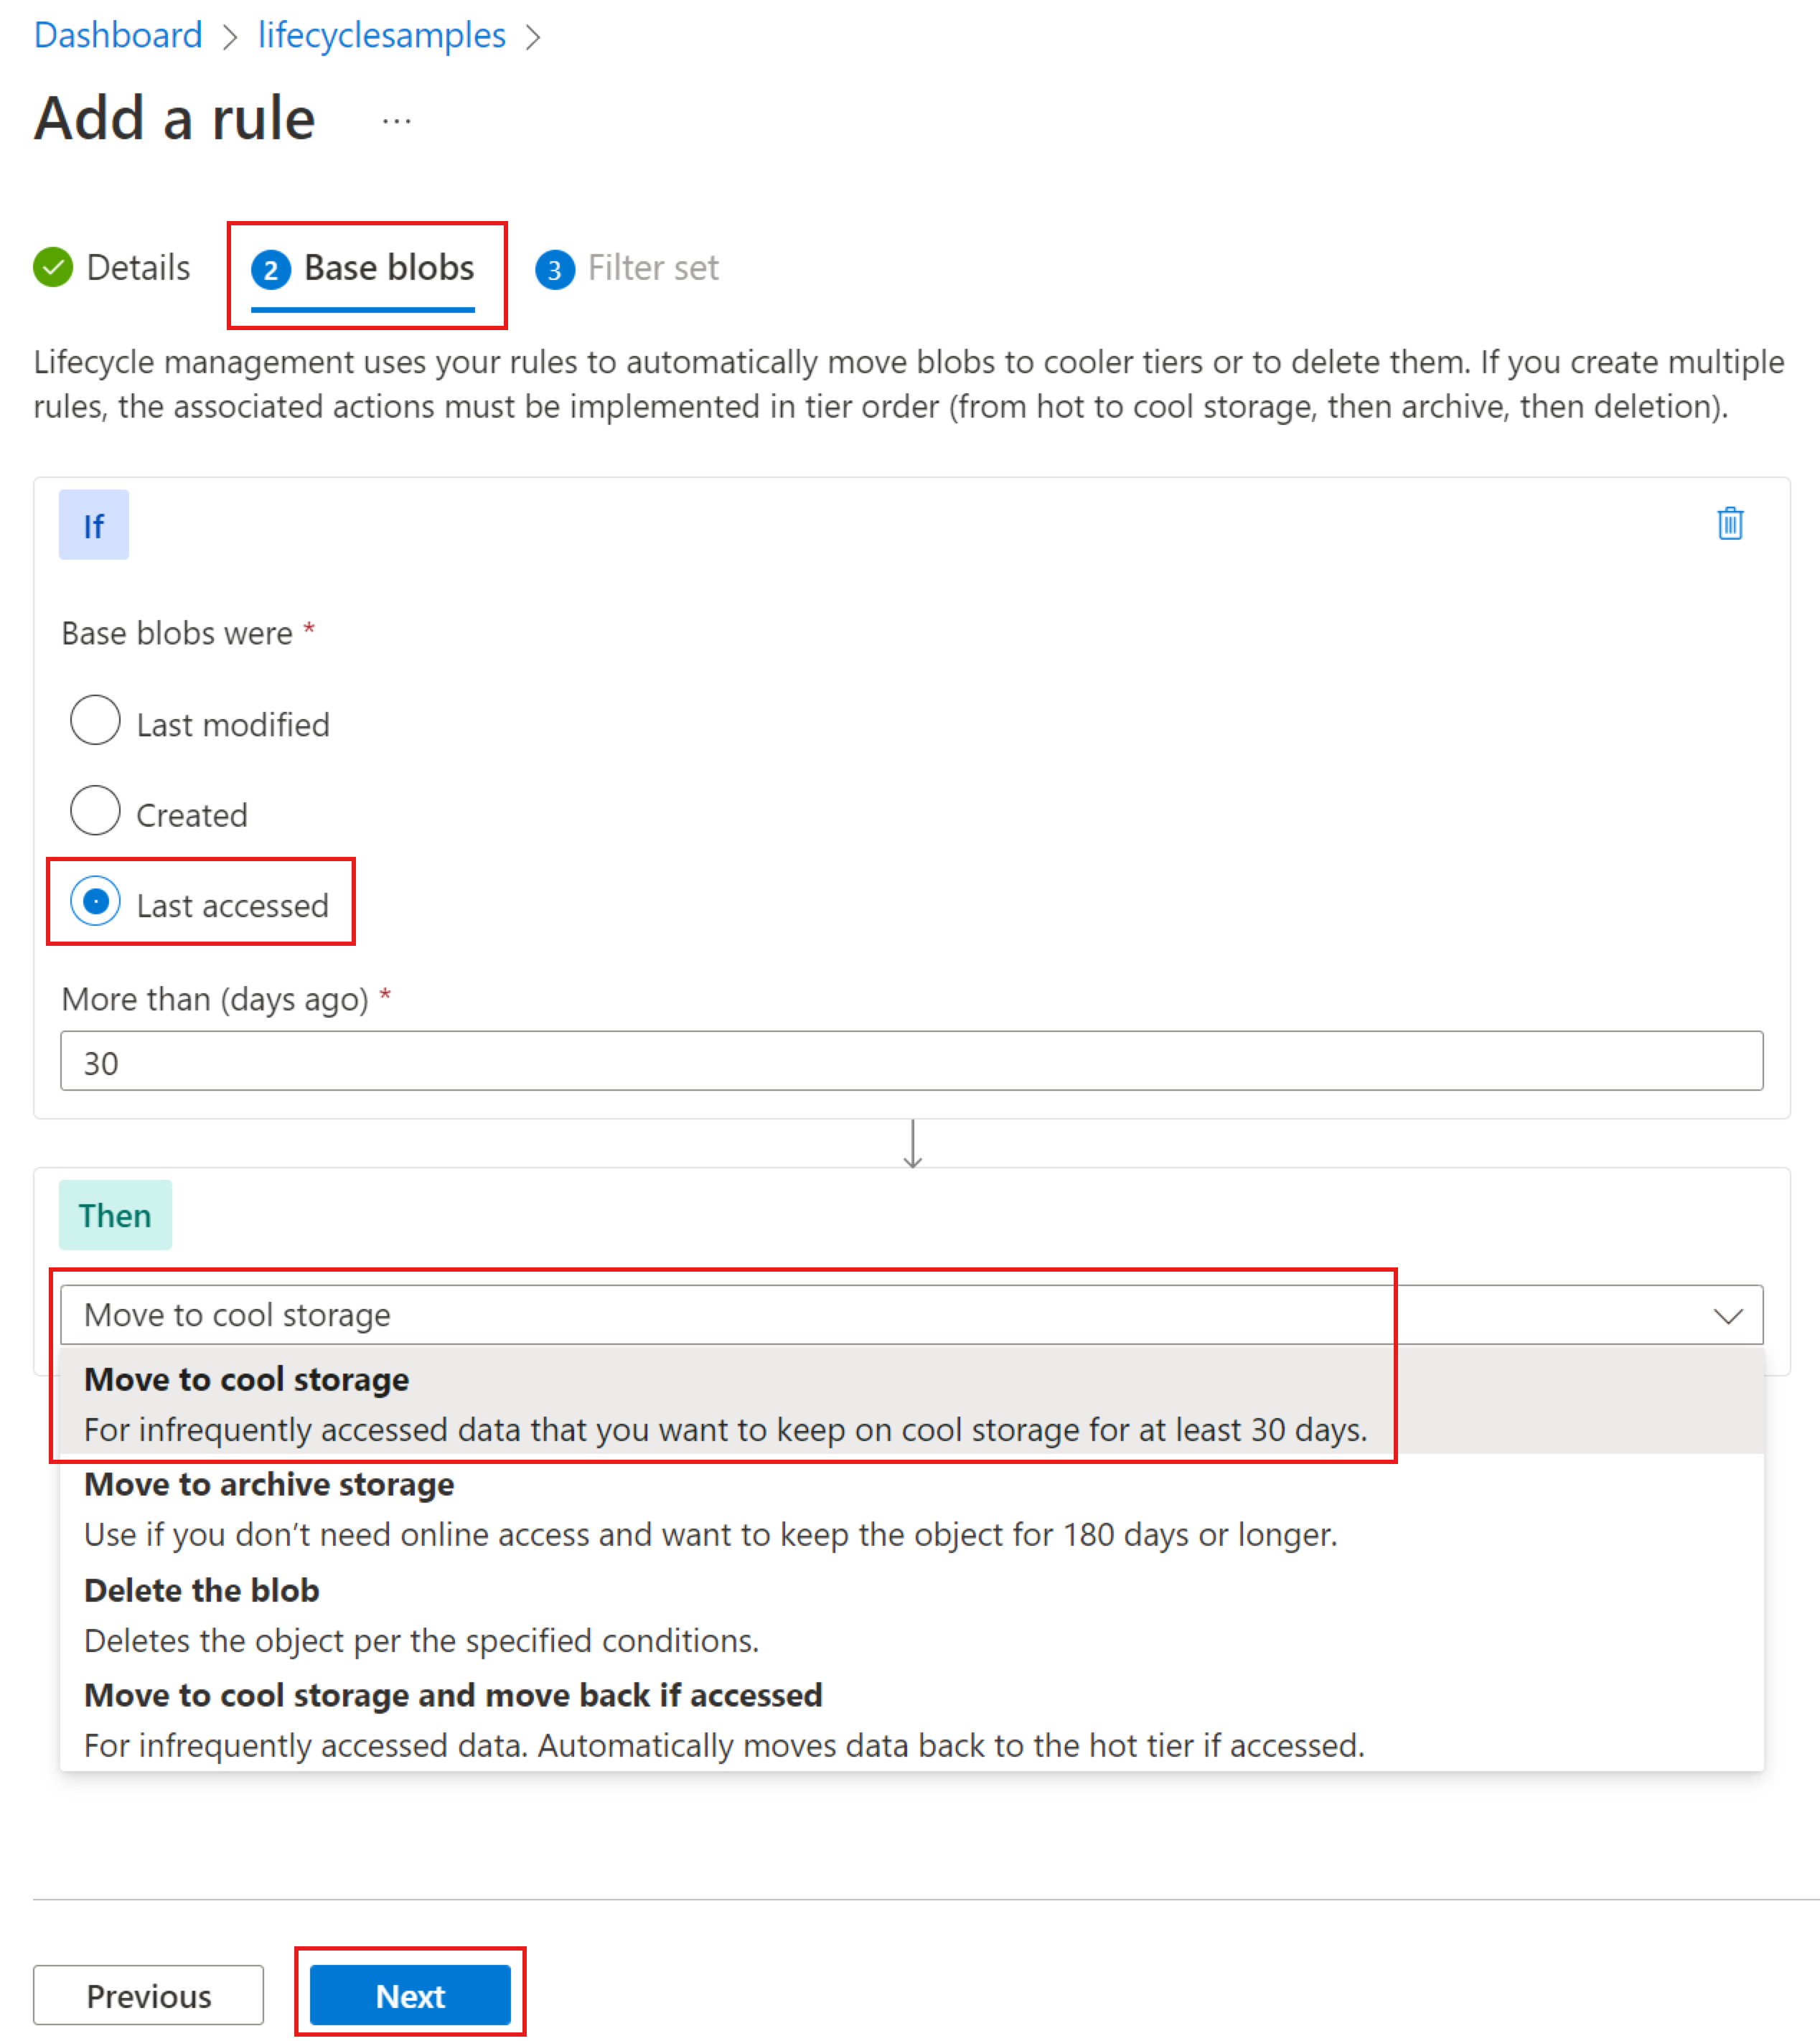 Dashboard > lifecyclesamples >
Add a rule ...
Details 2 Base blobs 3 Filter set
Lifecycle management uses your rules to automatically move blobs to cooler tiers or to delete them. If you create multiple
rules, the associated actions must be implemented in tier order (from hot to cool storage, then archive, then deletion).
If
Base blobs were *
Last modified
Created
Last accessed
More than (days ago) *
30
Then
Move to cool storage
Move to cool storage
For infrequently accessed data that you want to keep on cool storage for at least 30 days.
Move to archive storage
Use if you don’t need online access and want to keep the object for 180 days or longer.
Delete the blob
Deletes the object per the specified conditions.
Move to cool storage and move back if accessed
For infrequently accessed data. Automatically moves data back to the hot tier if accessed.
Previous Next